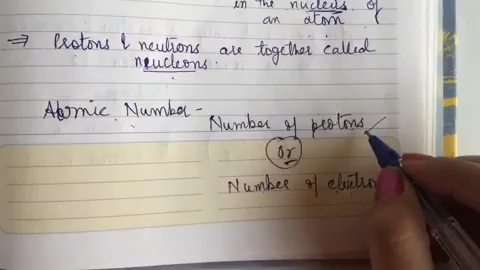 in the nucleus of
an atom
⇒ Protons & neutrons are together called
nucleons.
Atomic Number -
Number of protons
Or
Number of electron